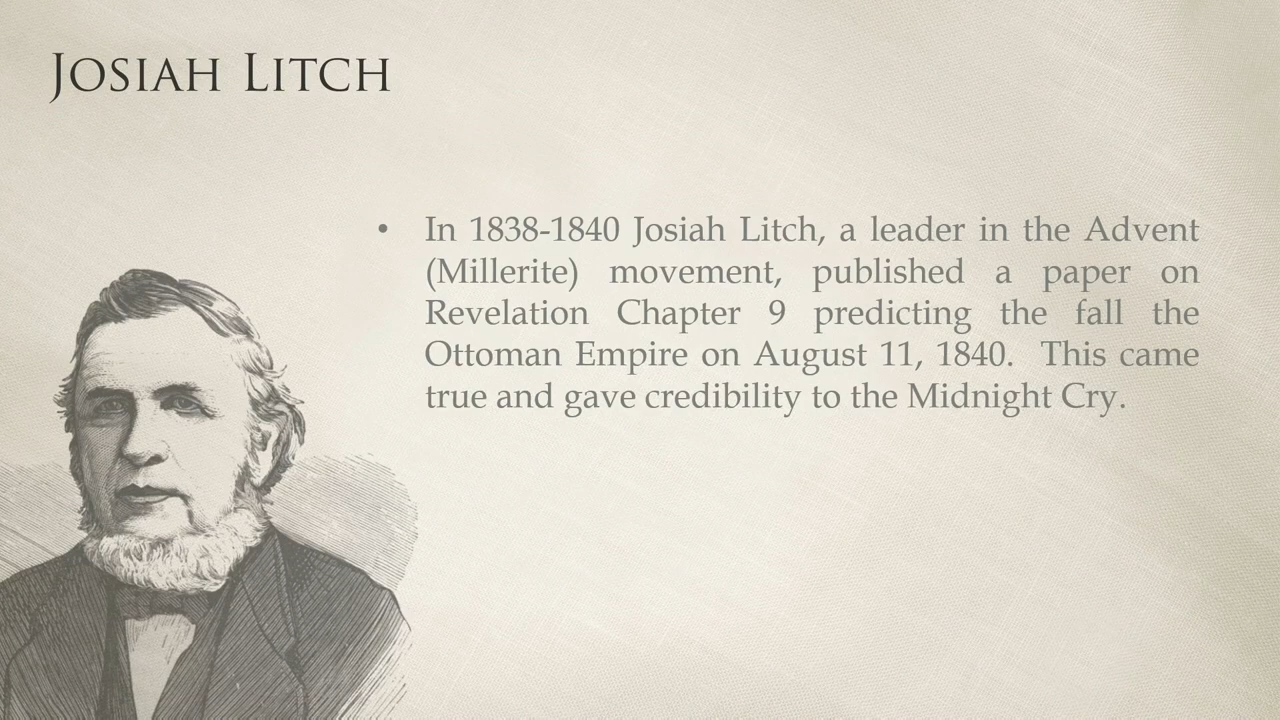 Josiah Litch
• In 1838-1840 Josiah Litch, a leader in the Advent
(Millerite) movement, published a paper on
Revelation Chapter 9 predicting the fall the
Ottoman Empire on August 11, 1840.  This came
true and gave credibility to the Midnight Cry.